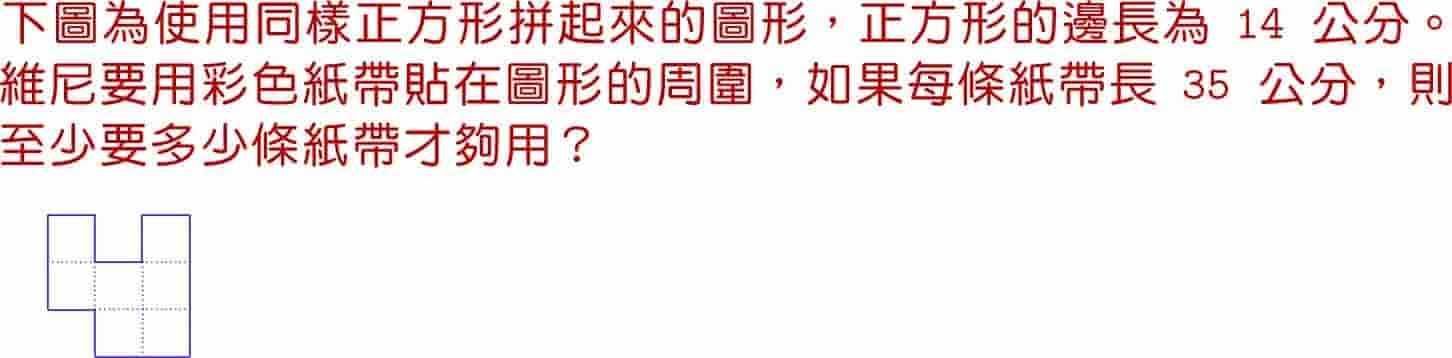 下圖為使用同樣正方形拼起來的圖形，正方形的邊長為 14 公分。
維尼要用彩色紙帶貼在圖形的周圍，如果每條紙帶長 35 公分，則
至少要多少條紙帶才夠用？